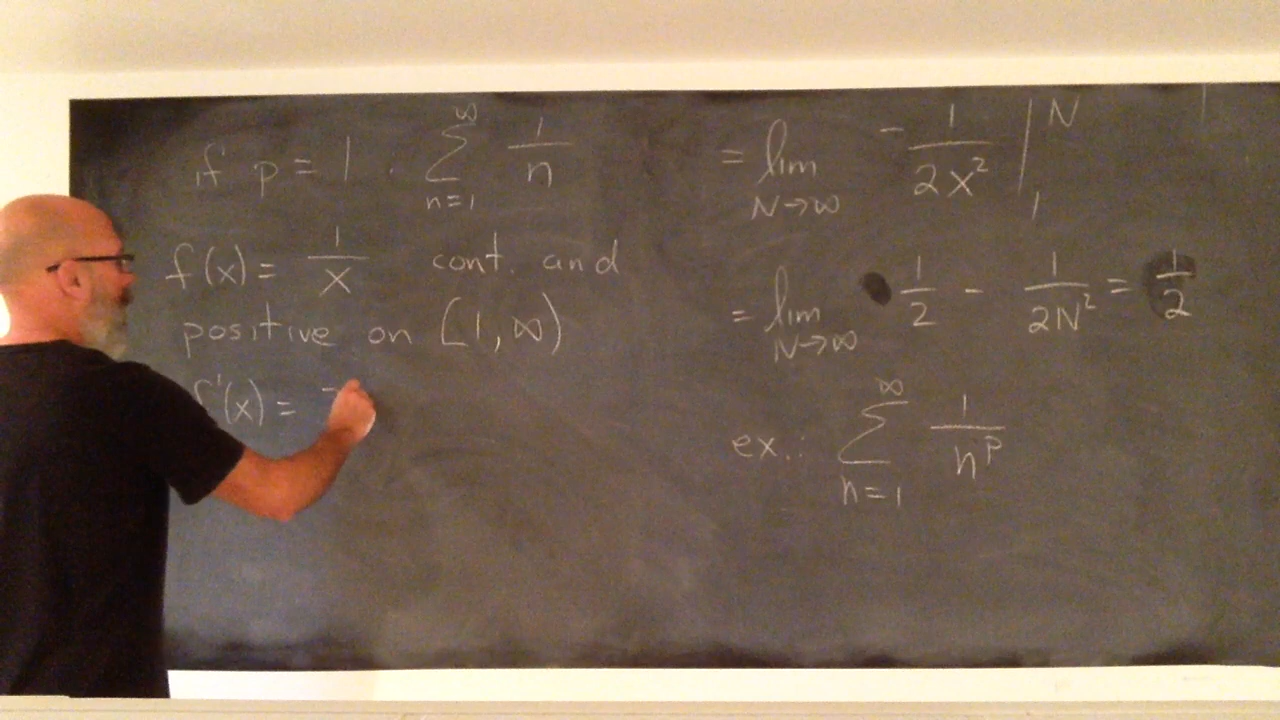 if p = 1 . ∑_{n=1}^{∞} 1/n
f(x) = 1/x cont. and
positive on (1, ∞)
f'(x) = -
= lim_{N→∞} - 1/2x² |_1^N
= lim_{N→∞} 1/2 - 1/2N² = 1/2
ex.: ∑_{n=1}^{∞} 1/n^p